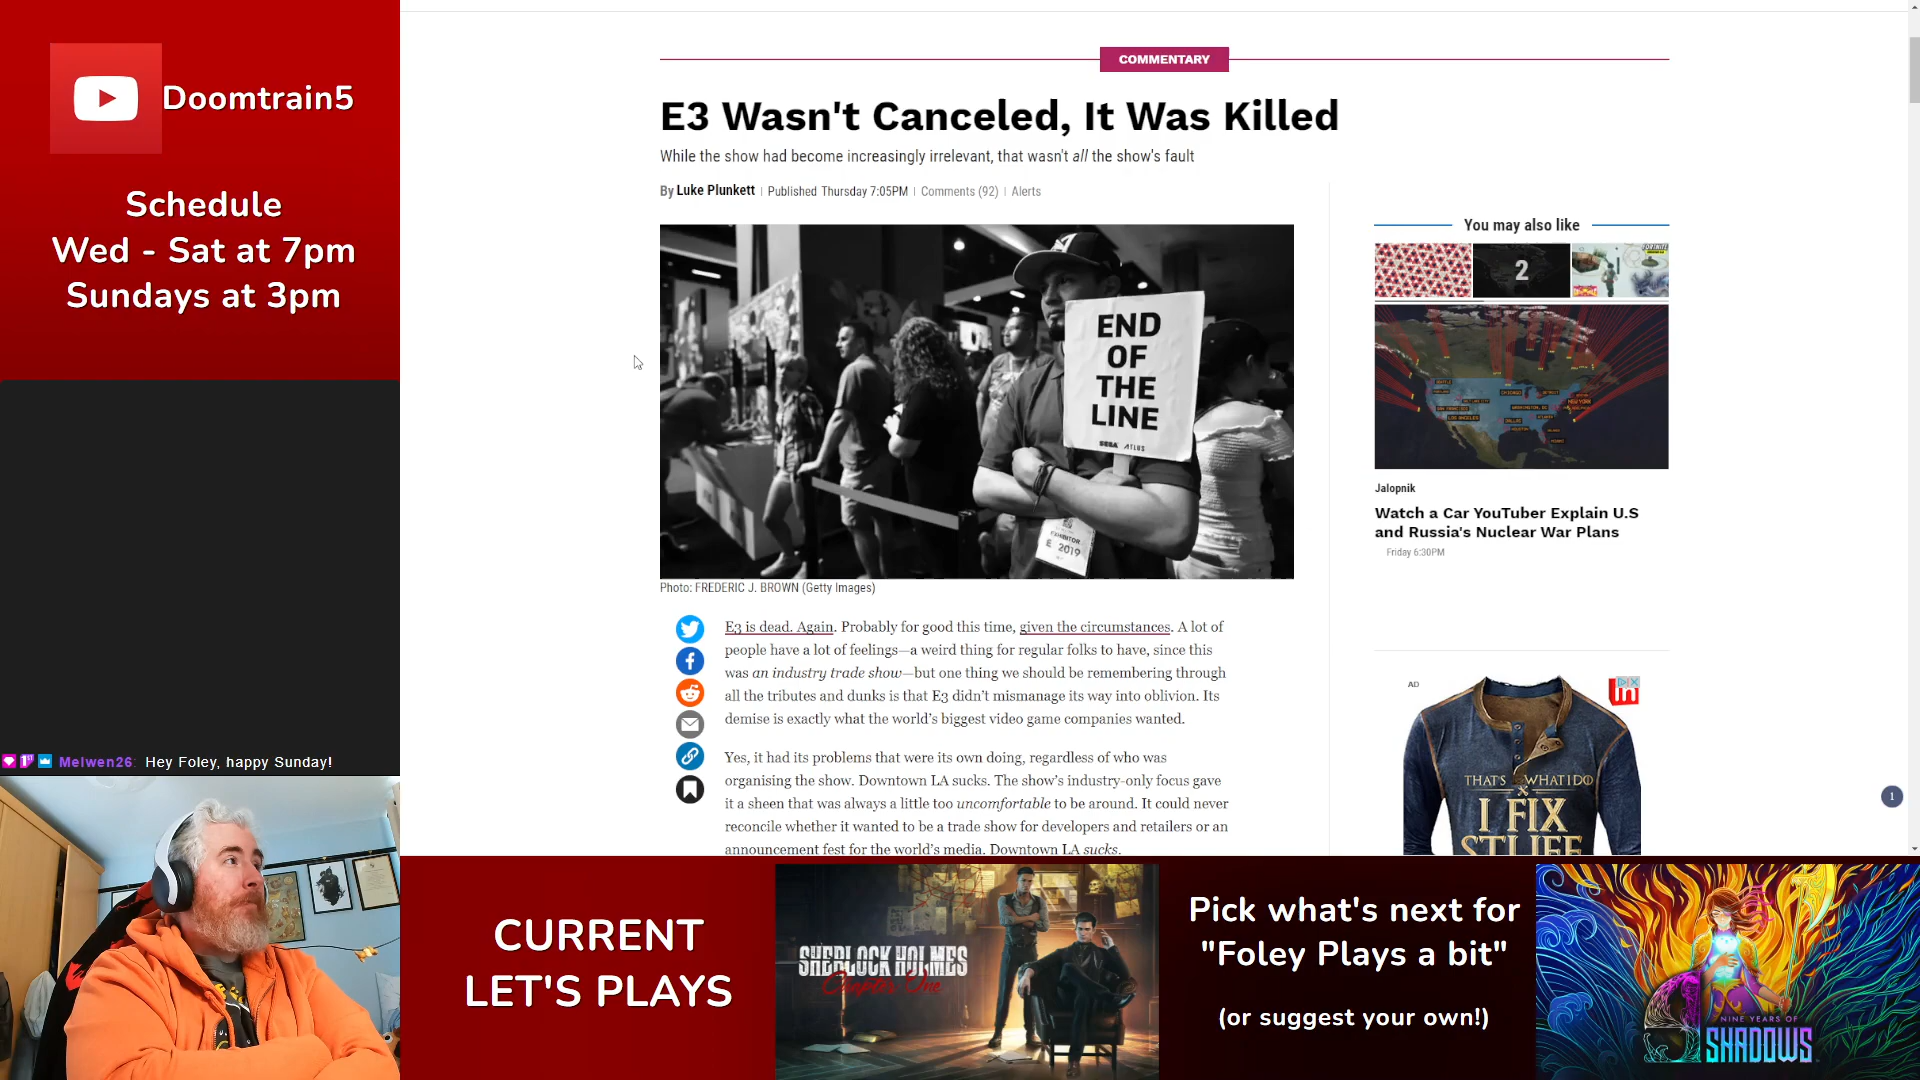 Doomtrain5
Schedule
Wed - Sat at 7pm
Sundays at 3pm
Melwen26: Hey Foley, happy Sunday!
COMMENTARY
E3 Wasn't Canceled, It Was Killed
While the show had become increasingly irrelevant, that wasn't all the show's fault
By Luke Plunkett | Published Thursday 7:05PM | Comments (92) | Alerts
END
OF
THE
LINE
SEGA ATLUS
EXHIBITOR
E 2019
Photo: FREDERIC J. BROWN (Getty Images)
E3 is dead. Again. Probably for good this time, given the circumstances. A lot of
people have a lot of feelings—a weird thing for regular folks to have, since this
was an industry trade show—but one thing we should be remembering through
all the tributes and dunks is that E3 didn't mismanage its way into oblivion. Its
demise is exactly what the world's biggest video game companies wanted.
Yes, it had its problems that were its own doing, regardless of who was
organising the show. Downtown LA sucks. The show's industry-only focus gave
it a sheen that was always a little too uncomfortable to be around. It could never
reconcile whether it wanted to be a trade show for developers and retailers or an
announcement fest for the world's media. Downtown LA sucks.
You may also like
2
FORTNITE
Jalopnik
Watch a Car YouTuber Explain U.S
and Russia's Nuclear War Plans
Friday 6:30PM
AD
THAT'S WHAT I DO
I FIX
STUFF
1
CURRENT
LET'S PLAYS
SHERLOCK HOLMES
Chapter One
Pick what's next for
"Foley Plays a bit"
(or suggest your own!)
NINE YEARS OF
SHADOWS